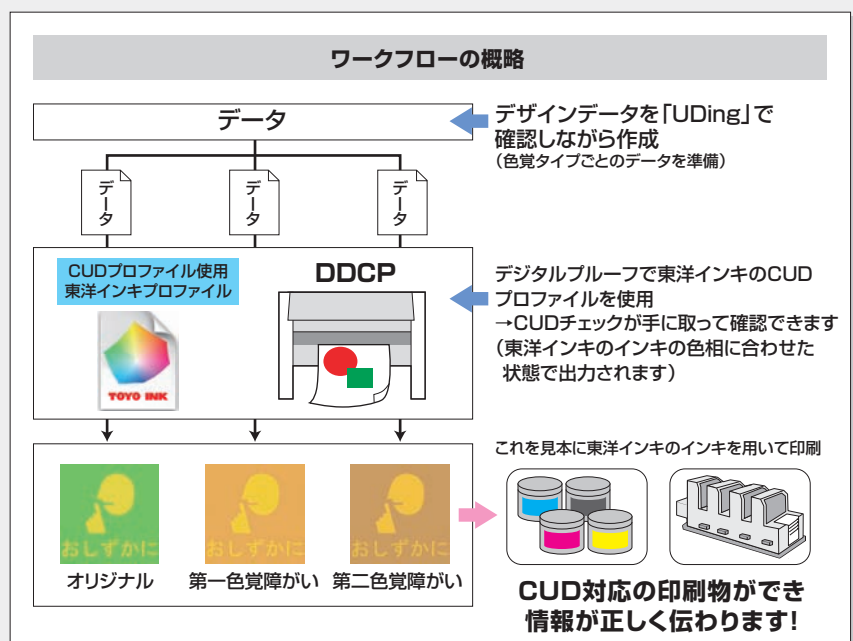 ワークフローの概略
データ
デザインデータを「UDing」で
確認しながら作成
(色覚タイプごとのデータを準備)
データ
データ
データ
CUDプロファイル使用
東洋インキプロファイル
TOYO INK
DDCP
デジタルプルーフで東洋インキのCUD
プロファイルを使用
→CUDチェックが手に取って確認できます
(東洋インキのインキの色相に合わせた
状態で出力されます)
おしずかに
おしずかに
おしずかに
オリジナル
第一色覚障がい
第二色覚障がい
これを見本に東洋インキのインキを用いて印刷
CUD対応の印刷物ができ
情報が正しく伝わります!